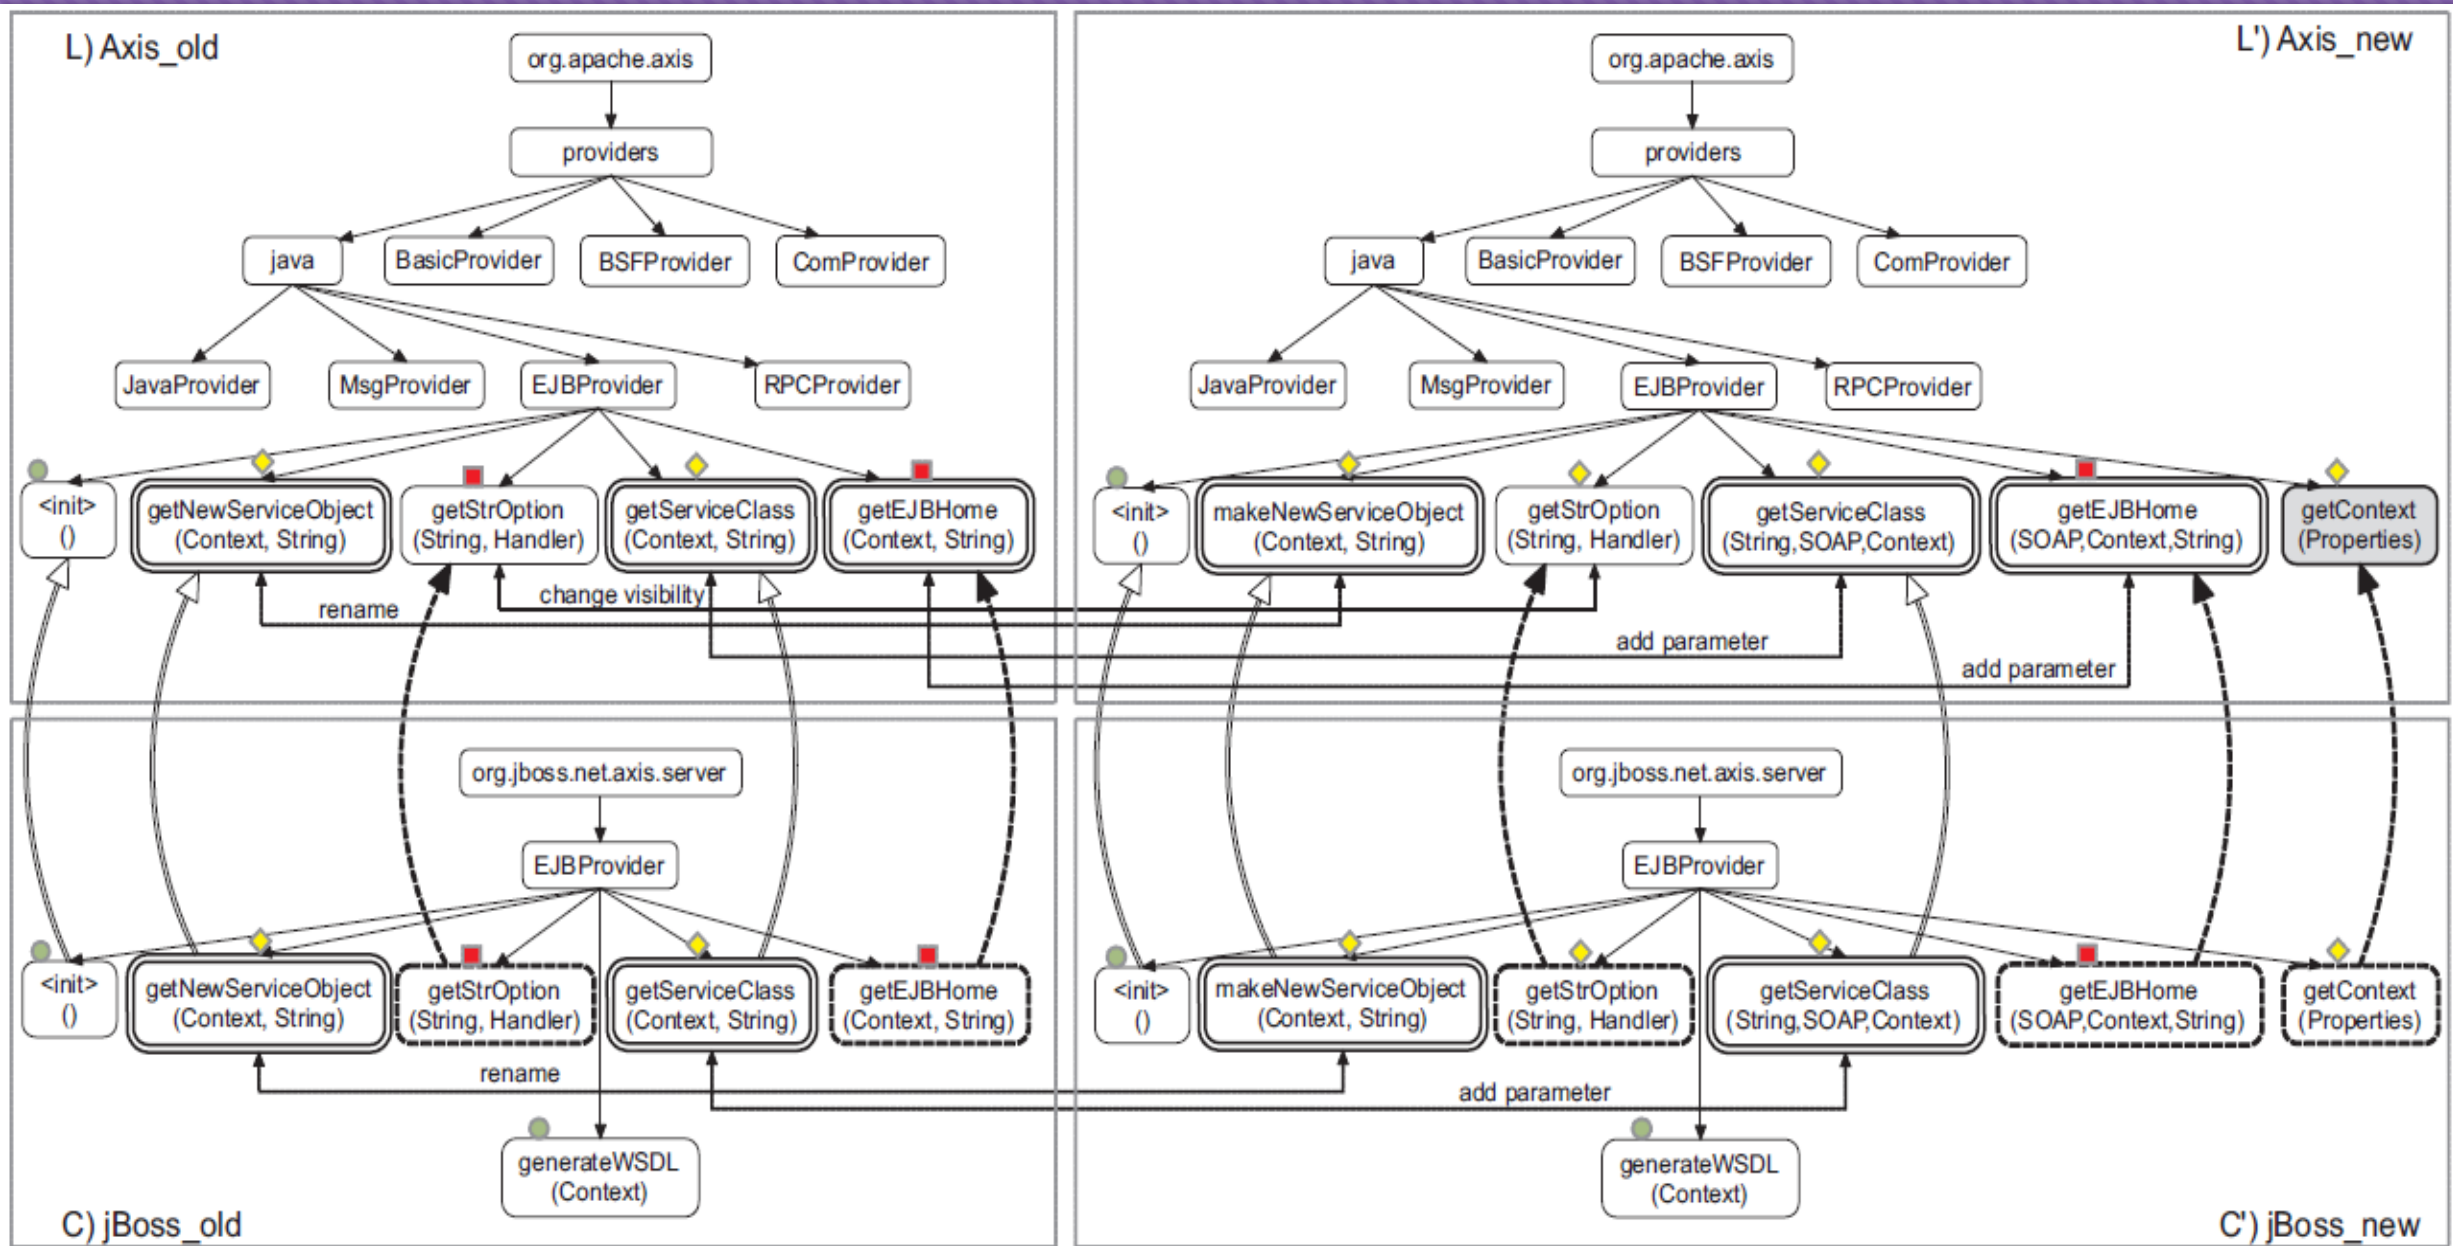 L) Axis_old
org.apache.axis
providers
java
BasicProvider
BSFProvider
ComProvider
JavaProvider
MsgProvider
EJBProvider
RPCProvider
<init>
()
getNewServiceObject
(Context, String)
getStrOption
(String, Handler)
getServiceClass
(Context, String)
getEJBHome
(Context, String)
change visibility
rename
L') Axis_new
org.apache.axis
providers
java
BasicProvider
BSFProvider
ComProvider
JavaProvider
MsgProvider
EJBProvider
RPCProvider
<init>
()
makeNewServiceObject
(Context, String)
getStrOption
(String, Handler)
getServiceClass
(String,SOAP,Context)
getEJBHome
(SOAP,Context,String)
getContext
(Properties)
add parameter
add parameter
org.jboss.net.axis.server
EJBProvider
<init>
()
getNewServiceObject
(Context, String)
getStrOption
(String, Handler)
getServiceClass
(Context, String)
getEJBHome
(Context, String)
rename
generateWSDL
(Context)
C) jBoss_old
org.jboss.net.axis.server
EJBProvider
<init>
()
makeNewServiceObject
(Context, String)
getStrOption
(String, Handler)
getServiceClass
(String,SOAP,Context)
getEJBHome
(SOAP,Context,String)
getContext
(Properties)
add parameter
generateWSDL
(Context)
C') jBoss_new